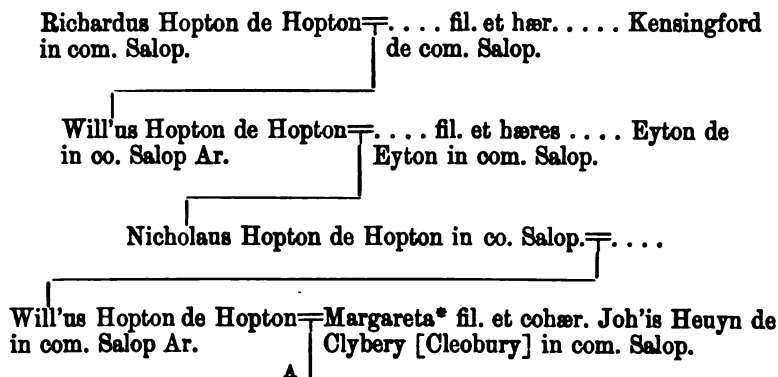 Richardus Hopton de Hopton=. . . . fil. et hær. . . . . Kensingford
in com. Salop. de com. Salop.
Will'us Hopton de Hopton=. . . . fil. et hæres . . . . Eyton de
in co. Salop Ar. Eyton in com. Salop.
Nicholaus Hopton de Hopton in co. Salop.=. . . .
Will'us Hopton de Hopton=Margareta* fil. et cohær. Joh'is Heuyn de
in com. Salop Ar. Clybery [Cleobury] in com. Salop.
A